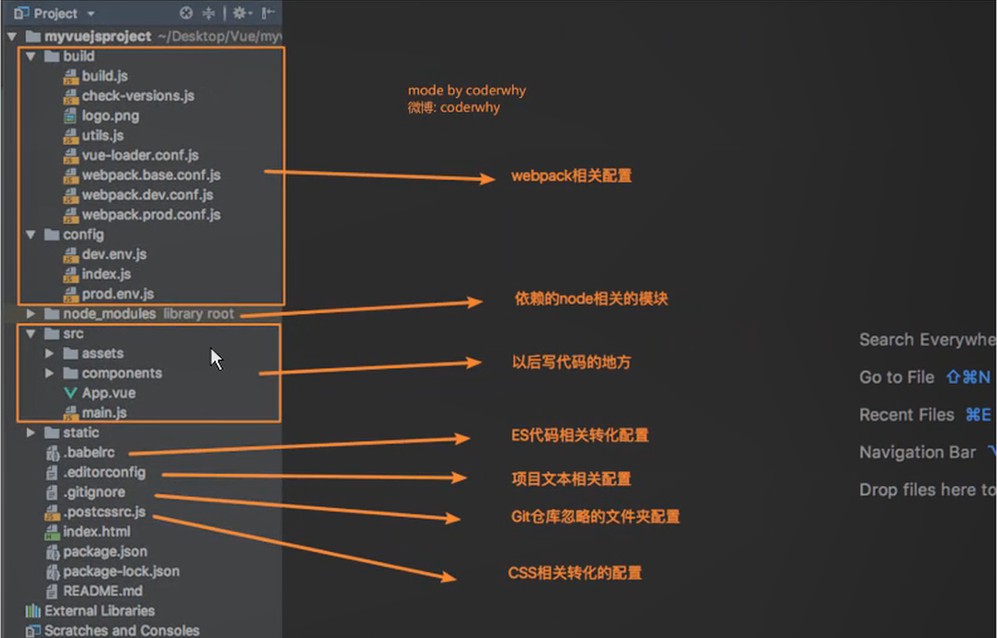 Project
myvuejsproject ~/Desktop/Vue/my
build
build.js
check-versions.js
logo.png
utils.js
vue-loader.conf.js
webpack.base.conf.js
webpack.dev.conf.js
webpack.prod.conf.js
config
dev.env.js
index.js
prod.env.js
node_modules library root
src
assets
components
App.vue
main.js
static
.babelrc
.editorconfig
.gitignore
.postcssrc.js
index.html
package.json
package-lock.json
README.md
External Libraries
Scratches and Consoles
mode by coderwhy
微博: coderwhy
webpack相关配置
依赖的node相关的模块
以后写代码的地方
ES代码相关转化配置
项目文本相关配置
Git仓库忽略的文件夹配置
CSS相关转化的配置
Search Everywhe
Go to File ⇧⌘N
Recent Files ⌘E
Navigation Bar
Drop files here to